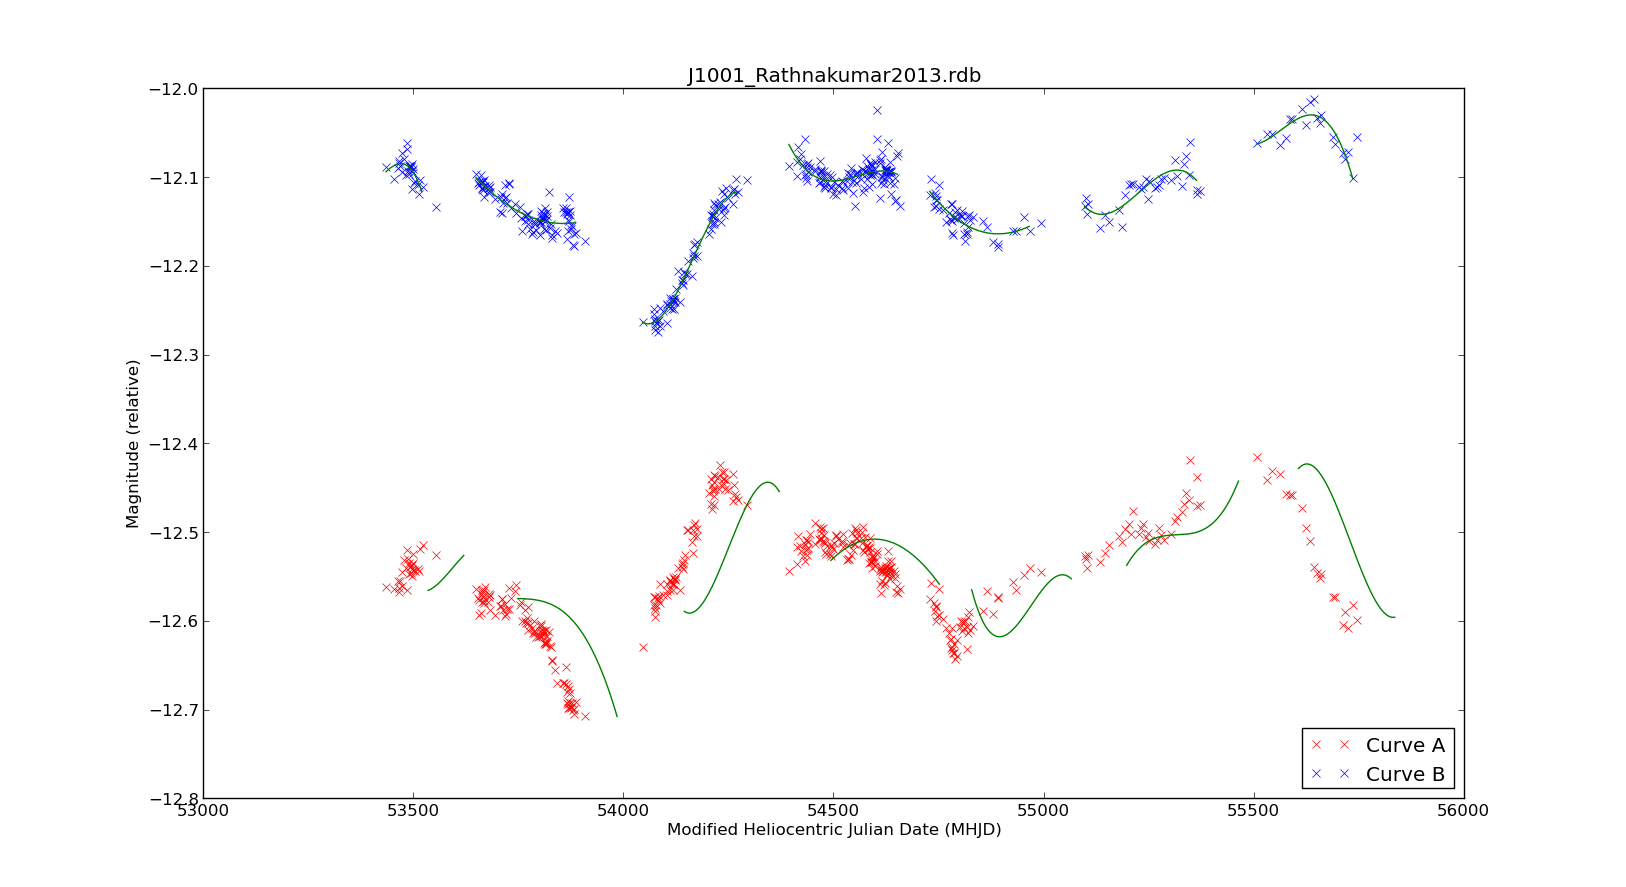 J1001_Rathnakumar2013.rdb
−12.0
−12.1
−12.2
−12.3
−12.4
−12.5
−12.6
−12.7
−12.8
Magnitude (relative)
53000 53500 54000 54500 55000 55500 56000
Modified Heliocentric Julian Date (MHJD)
Curve A
Curve B